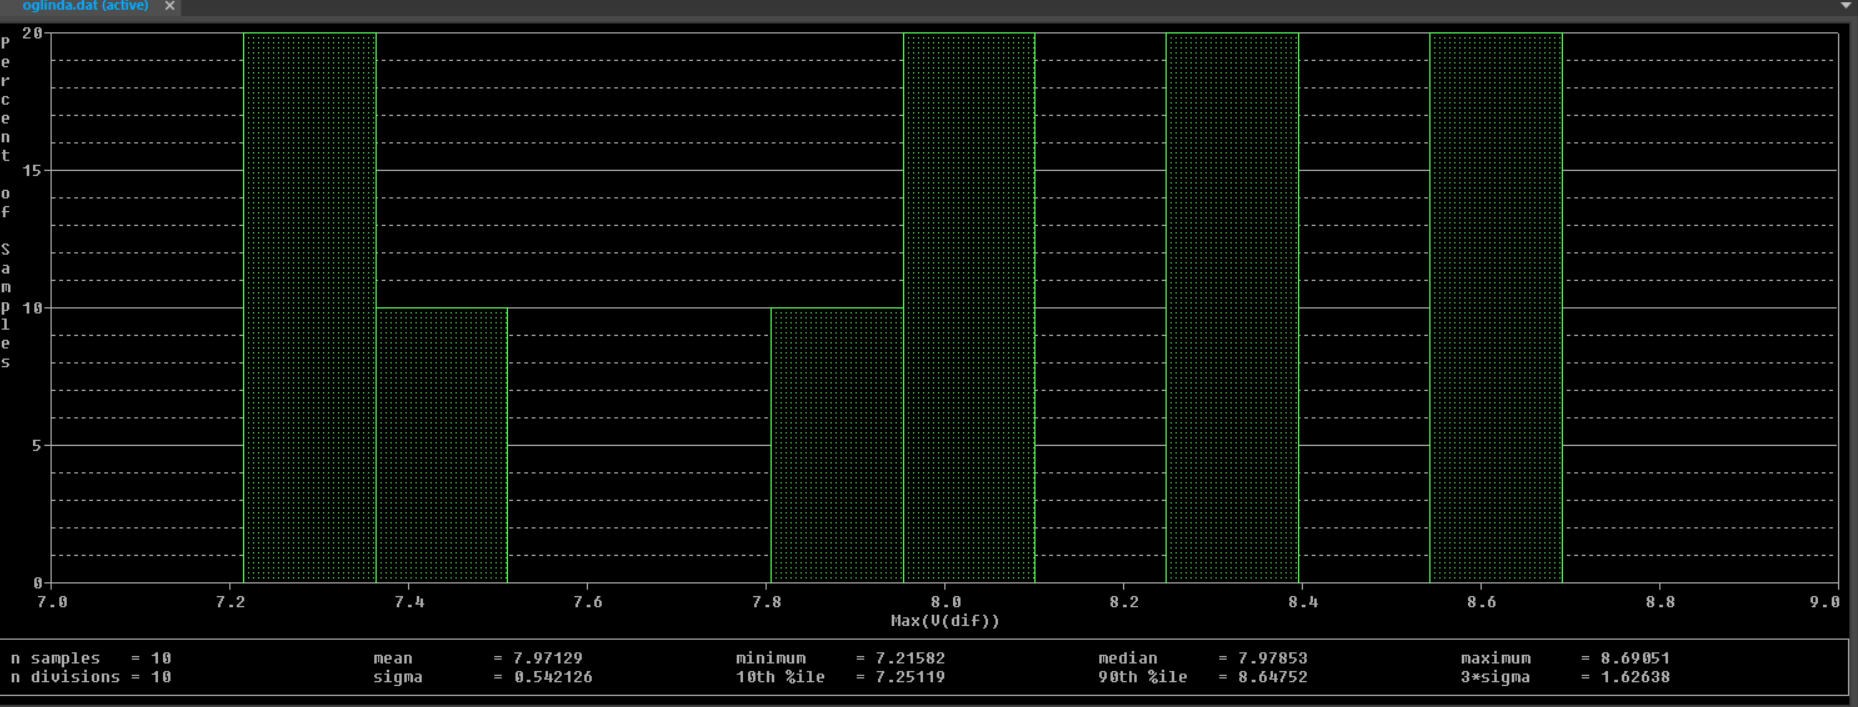 oglinda.dat (active)
Percent of Samples
20
15
10
5
0
7.0 7.2 7.4 7.6 7.8 8.0 8.2 8.4 8.6 8.8 9.0
Max(V(dif))
n samples = 10 mean = 7.97129 minimum = 7.21582 median = 7.97853 maximum = 8.69051
n divisions = 10 sigma = 0.542126 10th %ile = 7.25119 90th %ile = 8.64752 3*sigma = 1.62638